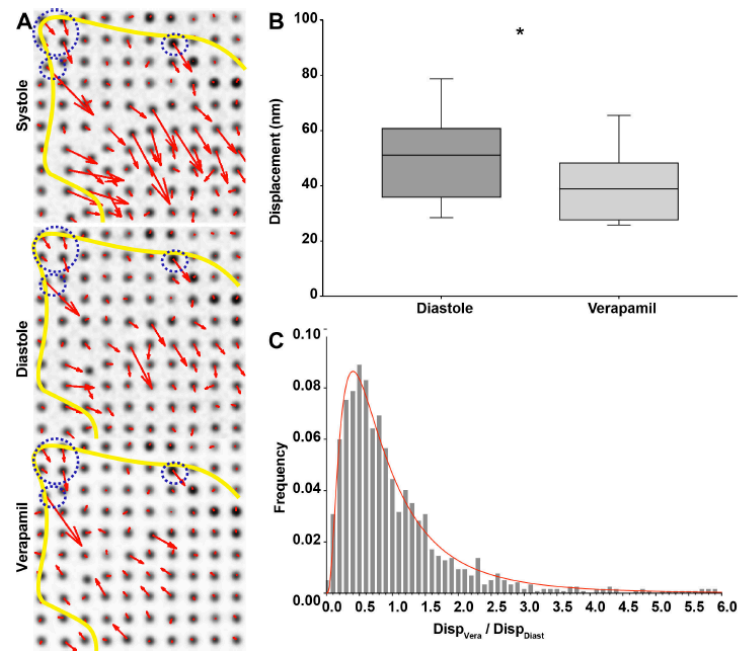 A
Systole
Diastole
Verapamil
B
Displacement (nm)
100
80
60
40
20
0
*
Diastole
Verapamil
C
Frequency
0.10
0.08
0.06
0.04
0.02
0.00
0.0 0.5 1.0 1.5 2.0 2.5 3.0 3.5 4.0 4.5 5.0 5.5 6.0
Disp_Vera / Disp_Diast